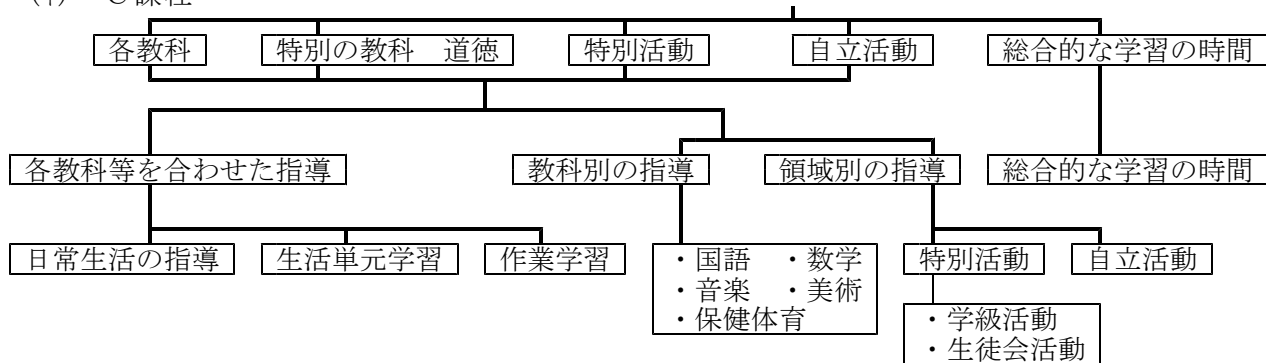 各教科　特別の教科　道徳　特別活動　自立活動　総合的な学習の時間
各教科等を合わせた指導　教科別の指導　領域別の指導　総合的な学習の時間
日常生活の指導　生活単元学習　作業学習　・国語　・数学　特別活動　自立活動
・音楽　・美術
・保健体育
・学級活動
・生徒会活動